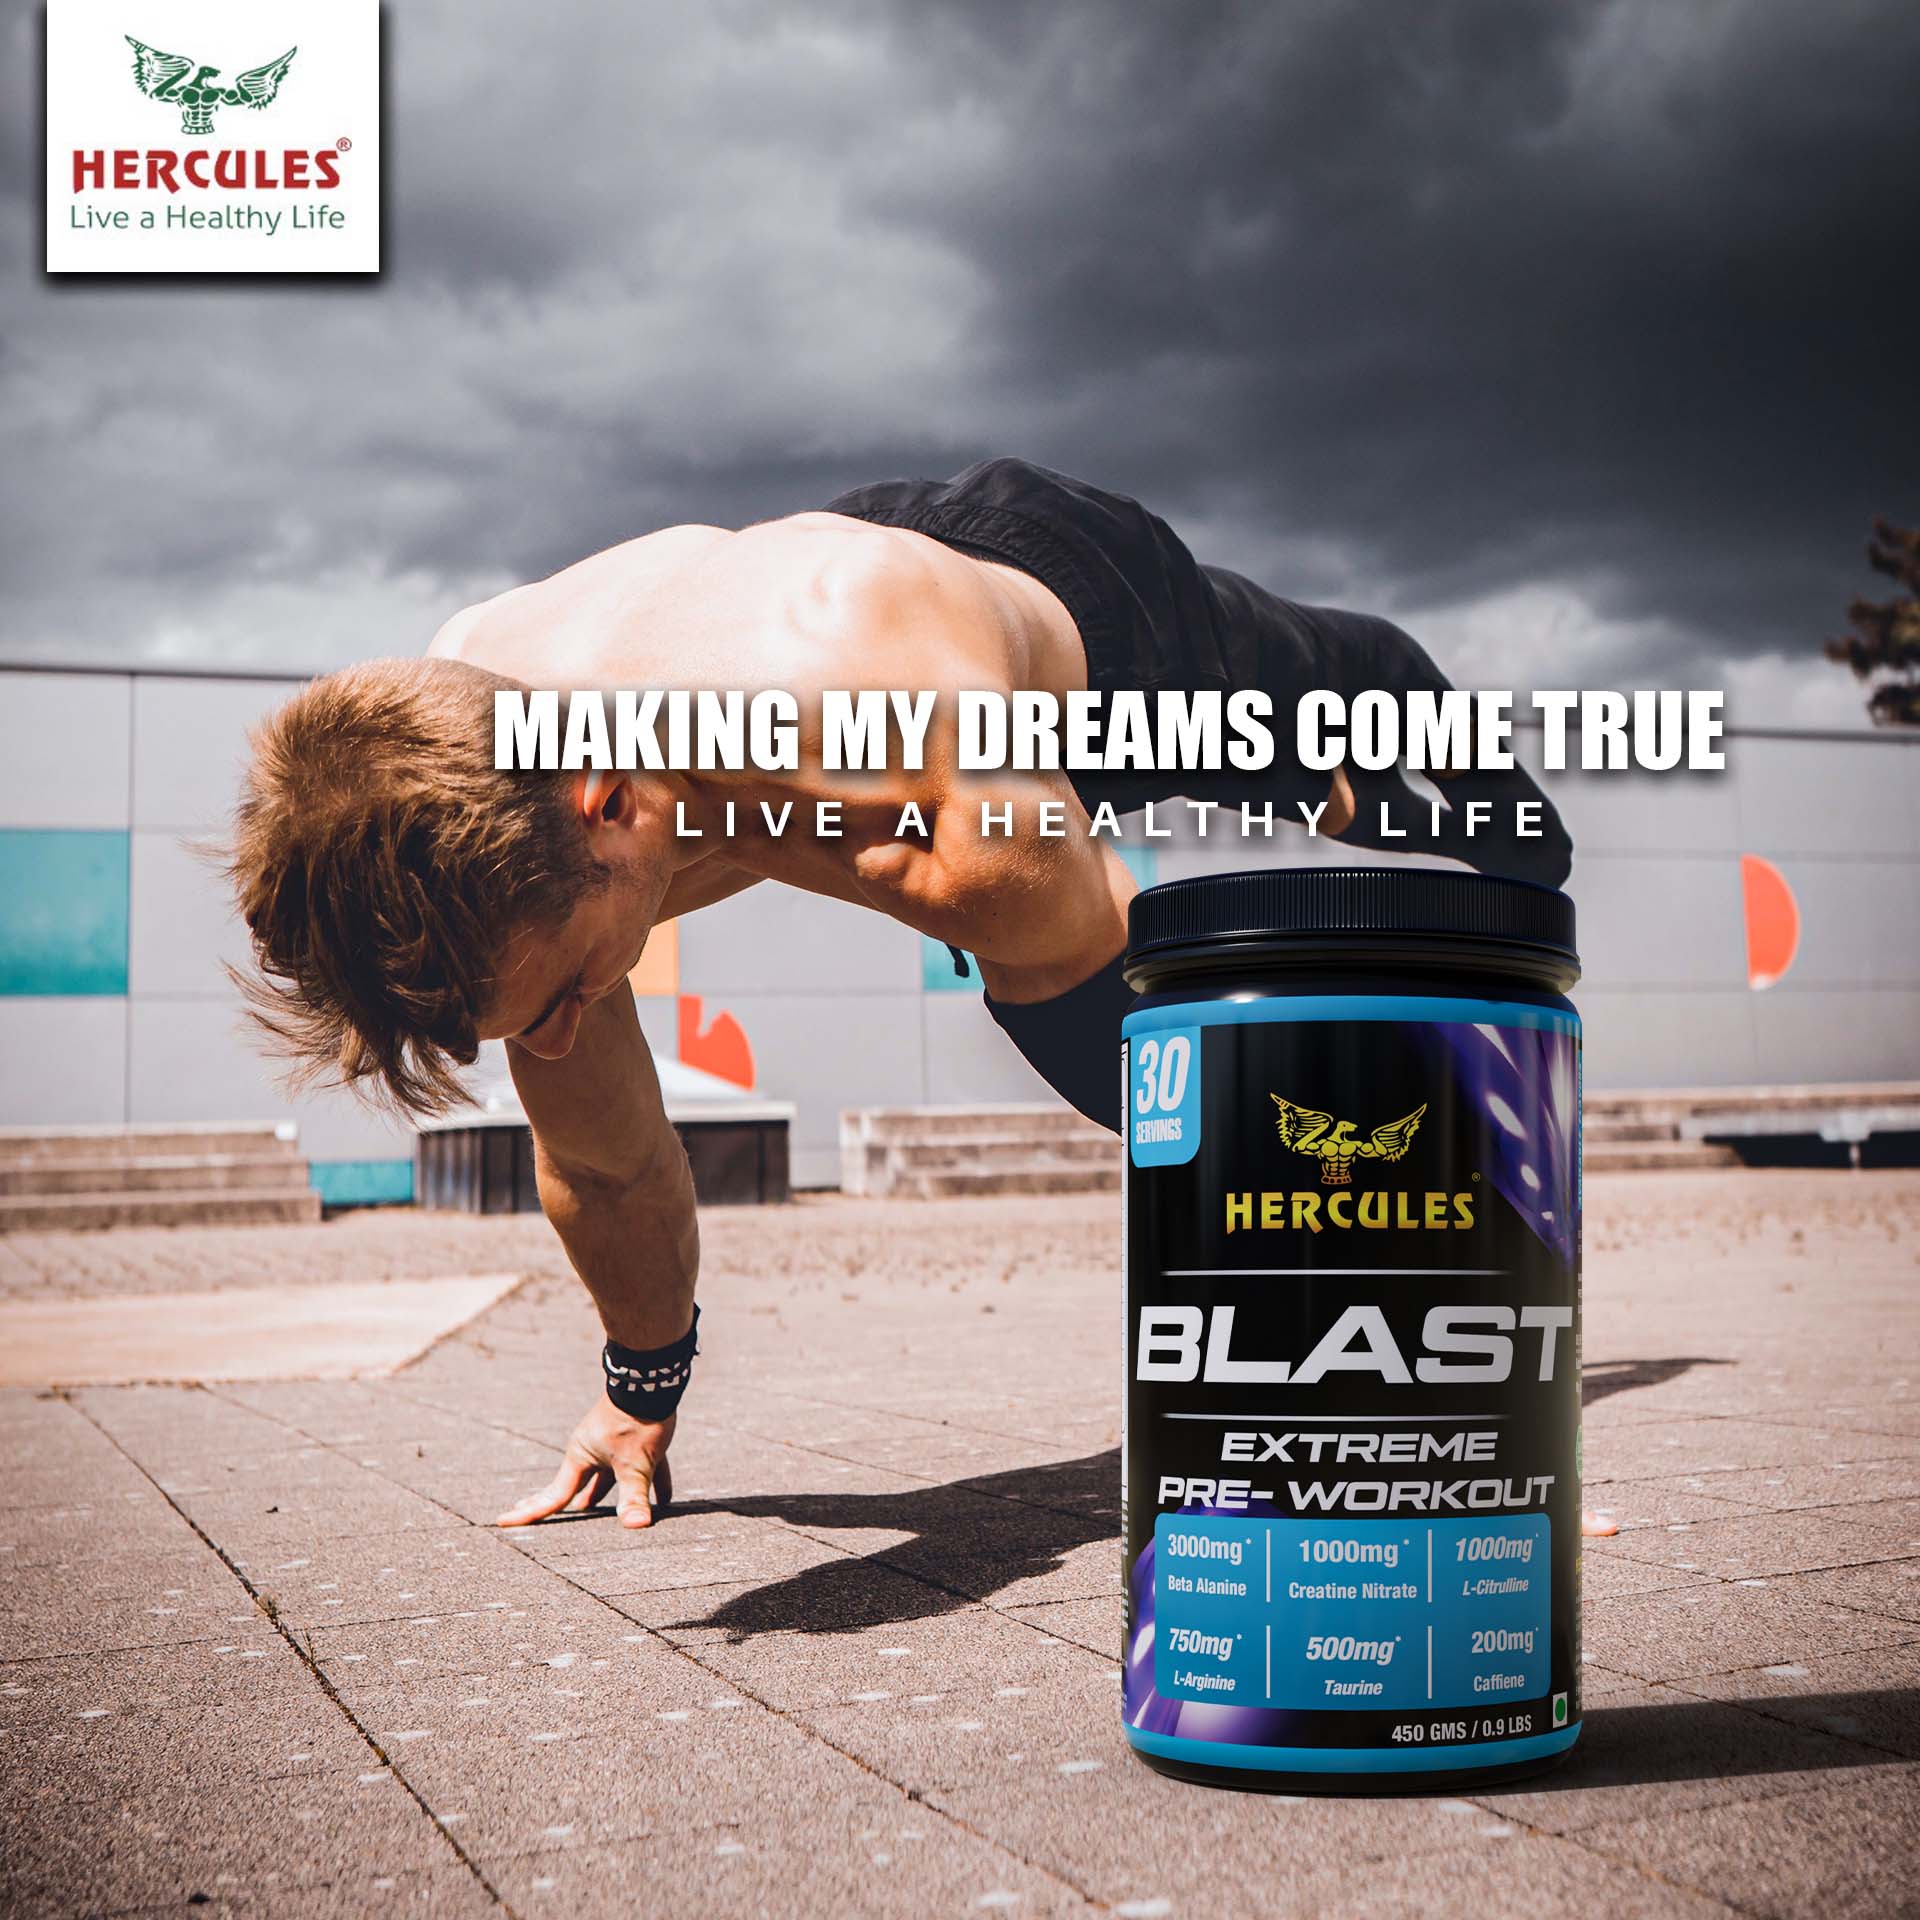 HERCULES®
Live a Healthy Life
MAKING MY DREAMS COME TRUE
LIVE A HEALTHY LIFE
30
SERVINGS
HERCULES®
BLAST
EXTREME
PRE- WORKOUT
3000mg* 1000mg* 1000mg*
Beta Alanine Creatine Nitrate L-Citrulline
750mg* 500mg* 200mg*
L-Arginine Taurine Caffiene
450 GMS / 0.9 LBS